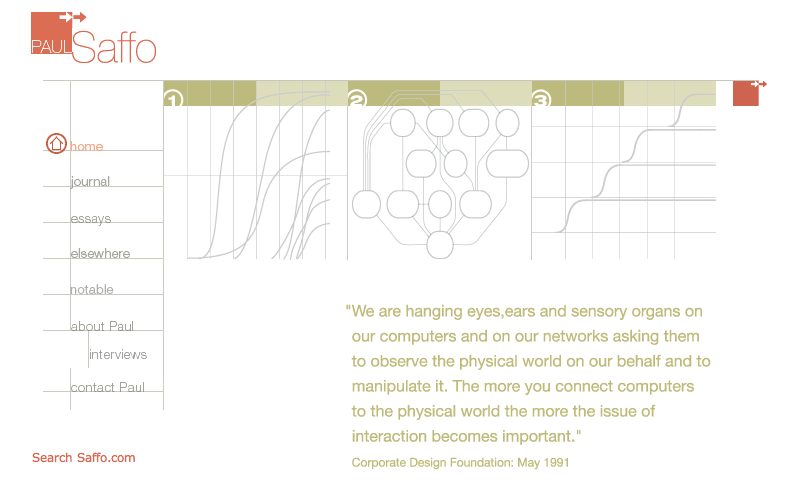 PAUL
Saffo
1 2 3
home
journal
essays
elsewhere
notable
about Paul
interviews
contact Paul
"We are hanging eyes,ears and sensory organs on
our computers and on our networks asking them
to observe the physical world on our behalf and to
manipulate it. The more you connect computers
to the physical world the more the issue of
interaction becomes important."
Corporate Design Foundation: May 1991
Search Saffo.com